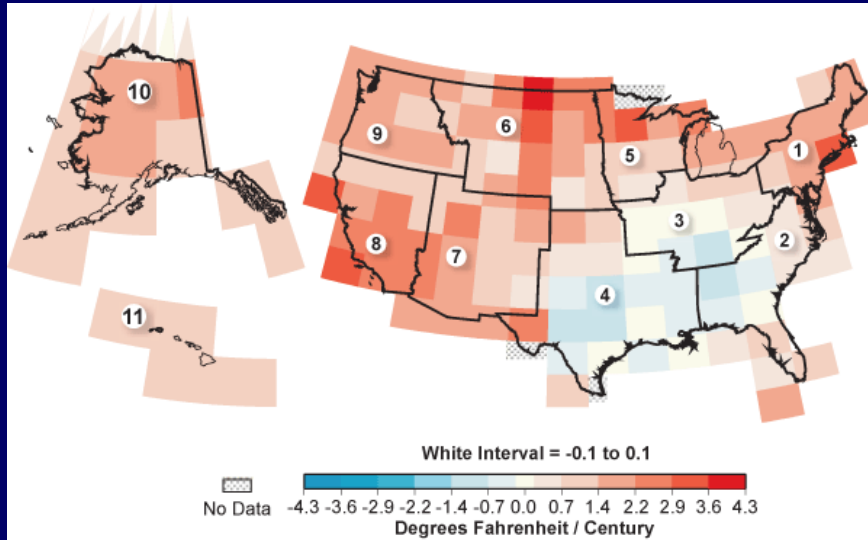 10
11
9
6
8
7
5
3
4
1
2
White Interval = -0.1 to 0.1
No Data
-4.3 -3.6 -2.9 -2.2 -1.4 -0.7 0.0 0.7 1.4 2.2 2.9 3.6 4.3
Degrees Fahrenheit / Century